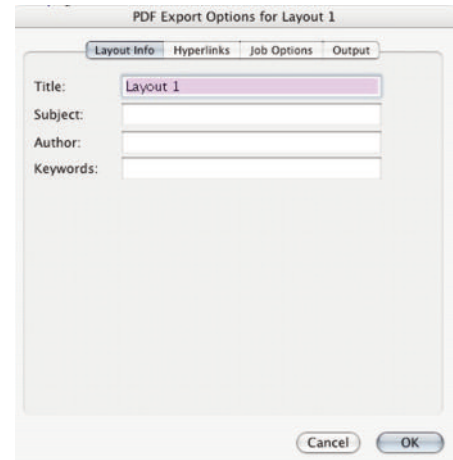 PDF Export Options for Layout 1
Layout Info Hyperlinks Job Options Output
Title: Layout 1
Subject:
Author:
Keywords:
Cancel OK